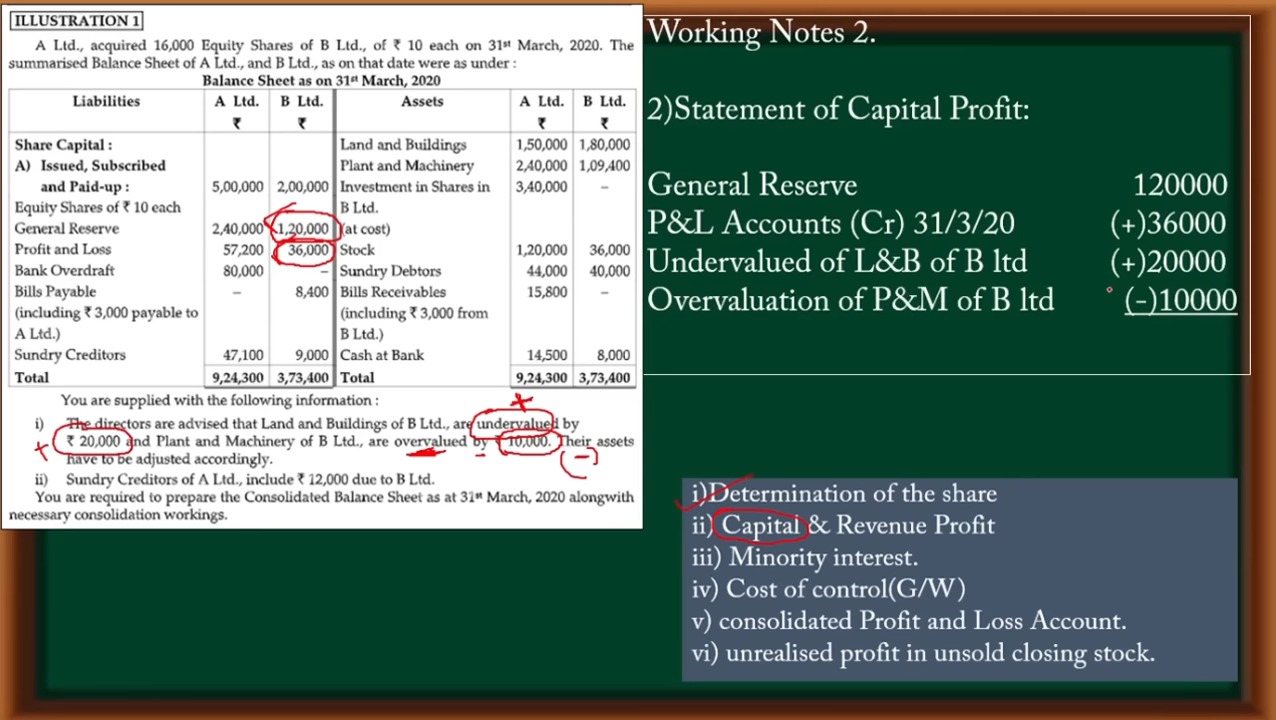 ILLUSTRATION 1
A Ltd., acquired 16,000 Equity Shares of B Ltd., of ₹ 10 each on 31st March, 2020. The
summarised Balance Sheet of A Ltd., and B Ltd., as on that date were as under :
Balance Sheet as on 31st March, 2020
Liabilities A Ltd. B Ltd. Assets A Ltd. B Ltd.
₹ ₹ ₹ ₹
Share Capital : Land and Buildings 1,50,000 1,80,000
A) Issued, Subscribed Plant and Machinery 2,40,000 1,09,400
and Paid-up : 5,00,000 2,00,000 Investment in Shares in 3,40,000 –
Equity Shares of ₹ 10 each B Ltd.
General Reserve 2,40,000 1,20,000 (at cost)
Profit and Loss 57,200 36,000 Stock 1,20,000 36,000
Bank Overdraft 80,000 – Sundry Debtors 44,000 40,000
Bills Payable – 8,400 Bills Receivables 15,800 –
(including ₹ 3,000 payable to (including ₹ 3,000 from
A Ltd.) B Ltd.)
Sundry Creditors 47,100 9,000 Cash at Bank 14,500 8,000
Total 9,24,300 3,73,400 Total 9,24,300 3,73,400
You are supplied with the following information :
+
i) The directors are advised that Land and Buildings of B Ltd., are undervalued by
+ ₹ 20,000 and Plant and Machinery of B Ltd., are overvalued by ₹ 10,000. Their assets
have to be adjusted accordingly. (–)
ii) Sundry Creditors of A Ltd., include ₹ 12,000 due to B Ltd.
You are required to prepare the Consolidated Balance Sheet as at 31st March, 2020 alongwith
necessary consolidation workings.
Working Notes 2.
2)Statement of Capital Profit:
General Reserve 120000
P&L Accounts (Cr) 31/3/20 (+)36000
Undervalued of L&B of B ltd (+)20000
Overvaluation of P&M of B ltd (–)10000
i)Determination of the share
ii) Capital & Revenue Profit
iii) Minority interest.
iv) Cost of control(G/W)
v) consolidated Profit and Loss Account.
vi) unrealised profit in unsold closing stock.